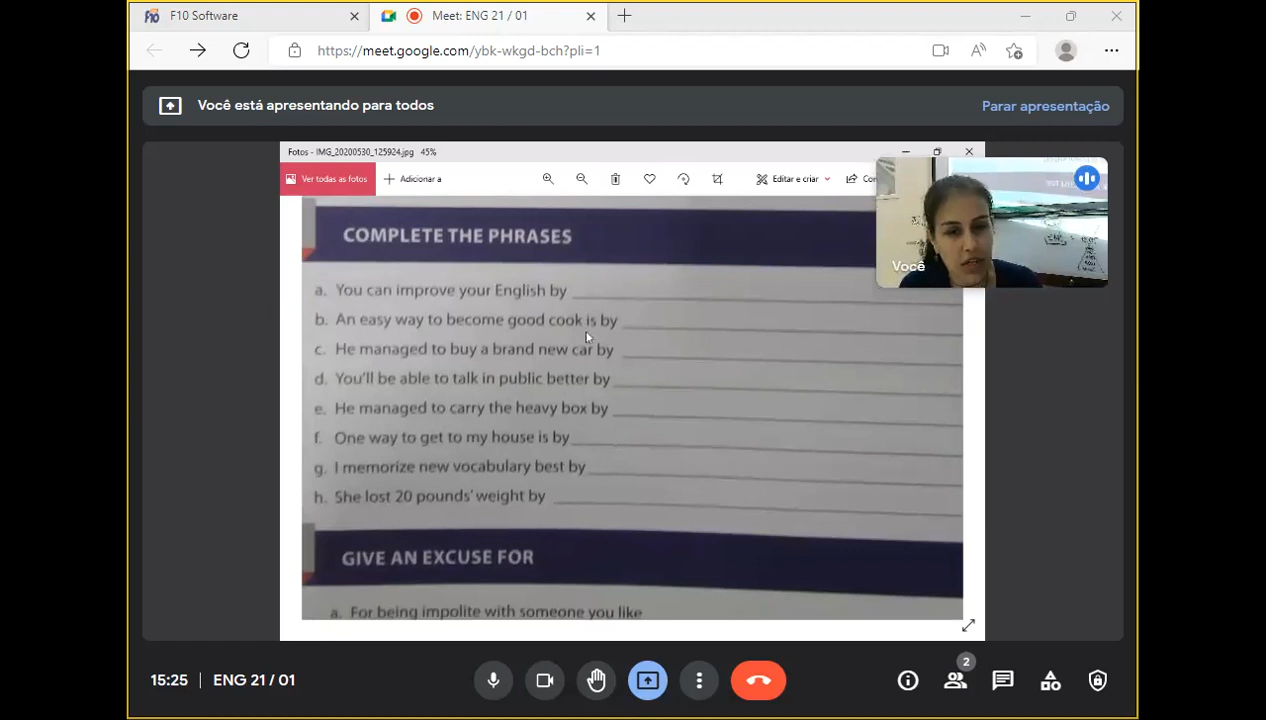 F10 Software
Meet: ENG 21 / 01
https://meet.google.com/ybk-wkgd-bch?pli=1
Você está apresentando para todos
Parar apresentação
Fotos - IMG_20200530_125924.jpg 45%
Ver todas as fotos
Adicionar a
Editar e criar
COMPLETE THE PHRASES
Você
a. You can improve your English by
b. An easy way to become good cook is by
c. He managed to buy a brand new car by
d. You'll be able to talk in public better by
e. He managed to carry the heavy box by
f. One way to get to my house is by
g. I memorize new vocabulary best by
h. She lost 20 pounds' weight by
GIVE AN EXCUSE FOR
a. For being impolite with someone you like
15:25
ENG 21 / 01
2